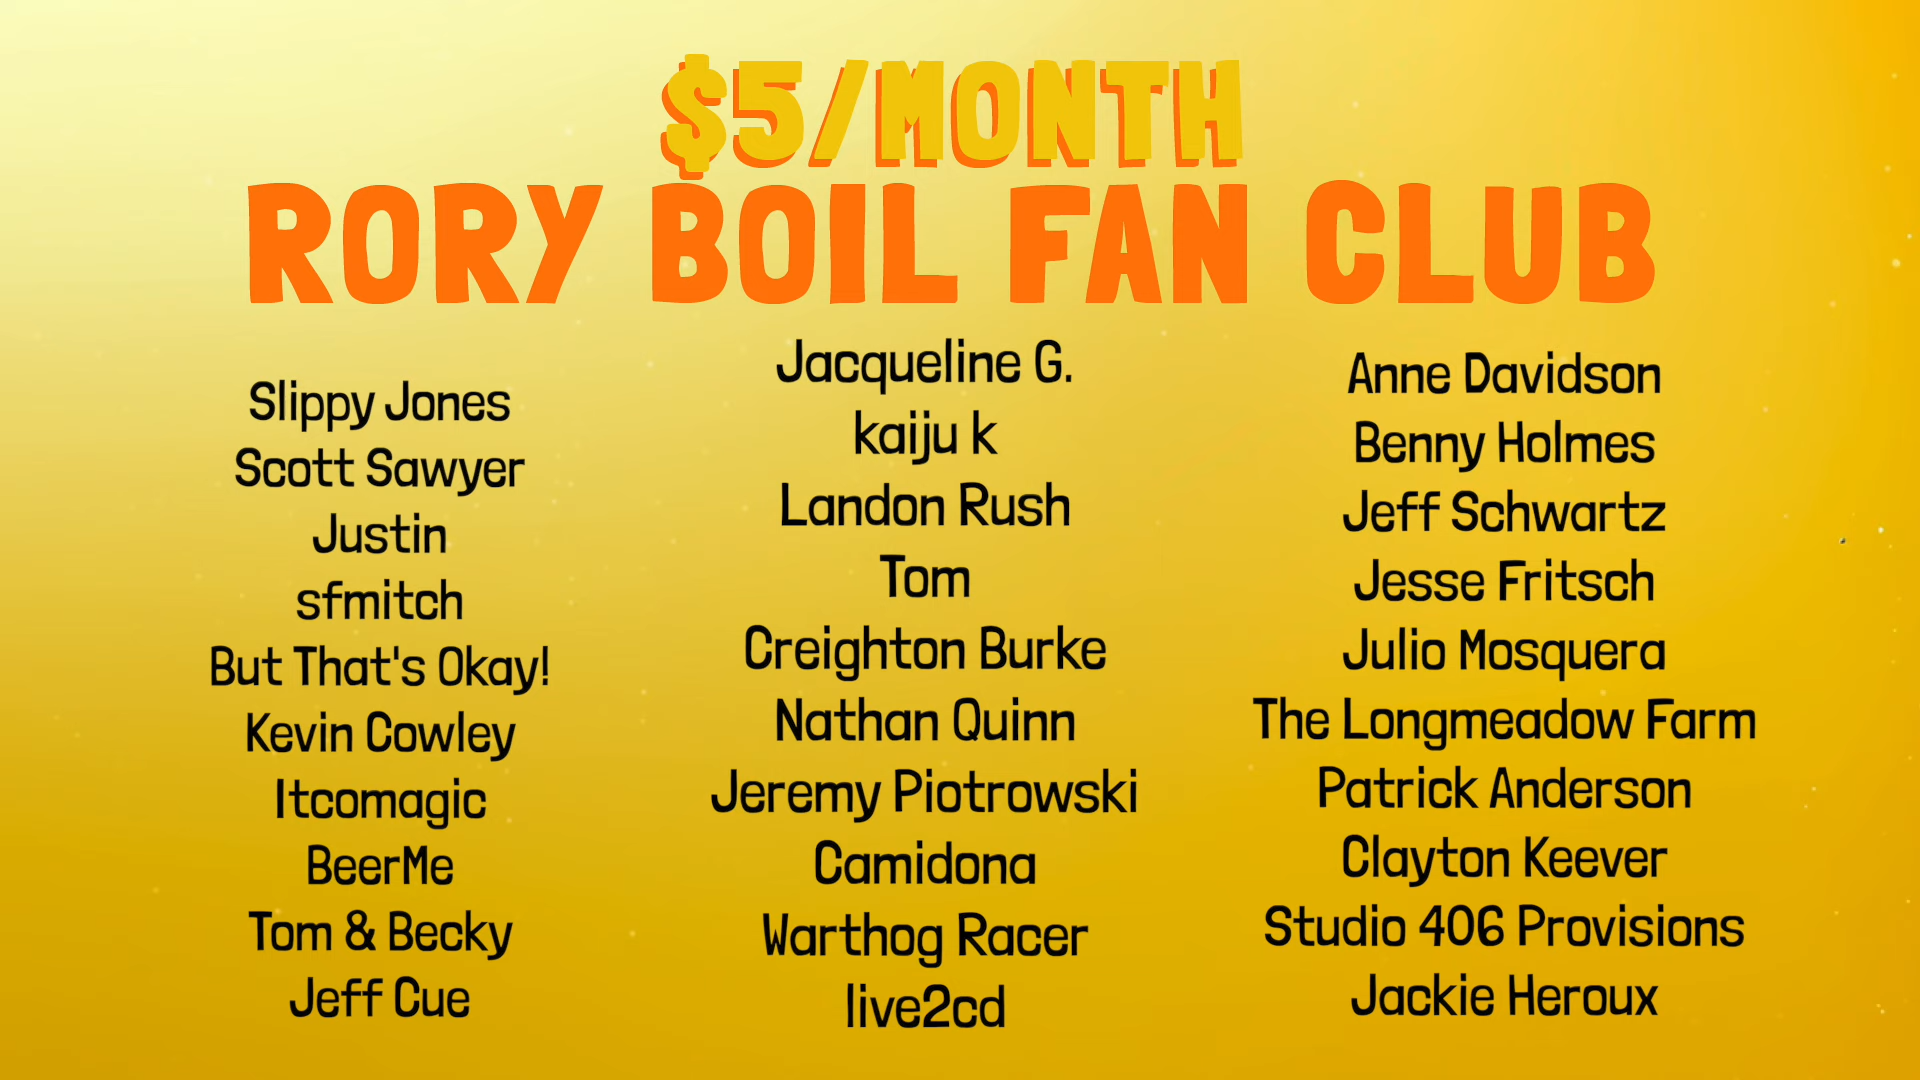 $5/MONTH
RORY BOIL FAN CLUB
Slippy Jones
Scott Sawyer
Justin
sfmitch
But That's Okay!
Kevin Cowley
Itcomagic
BeerMe
Tom & Becky
Jeff Cue
Jacqueline G.
kaiju k
Landon Rush
Tom
Creighton Burke
Nathan Quinn
Jeremy Piotrowski
Camidona
Warthog Racer
live2cd
Anne Davidson
Benny Holmes
Jeff Schwartz
Jesse Fritsch
Julio Mosquera
The Longmeadow Farm
Patrick Anderson
Clayton Keever
Studio 406 Provisions
Jackie Heroux